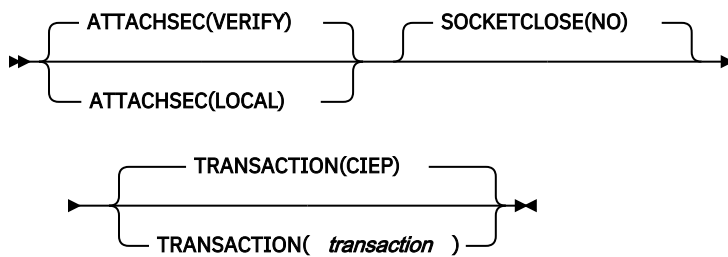 ATTACHSEC(VERIFY)
SOCKETCLOSE(NO)
ATTACHSEC(LOCAL)
TRANSACTION(CIEP)
TRANSACTION( transaction )